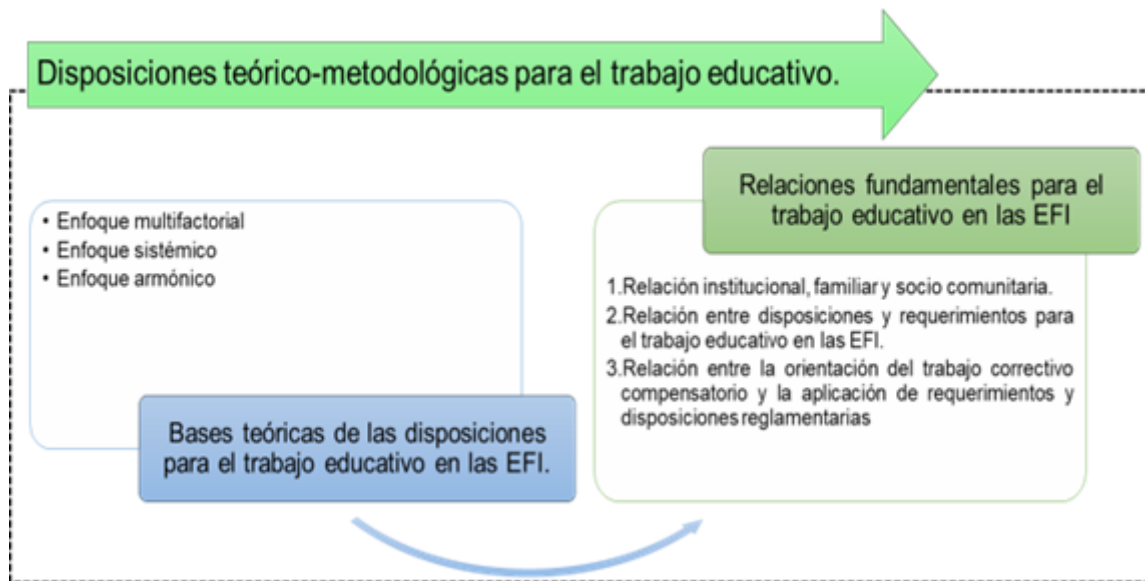 Disposiciones teórico-metodológicas para el trabajo educativo.
• Enfoque multifactorial
• Enfoque sistémico
• Enfoque armónico
Bases teóricas de las disposiciones
para el trabajo educativo en las EFI.
Relaciones fundamentales para el
trabajo educativo en las EFI
1.Relación institucional, familiar y socio comunitaria.
2.Relación entre disposiciones y requerimientos para
el trabajo educativo en las EFI.
3.Relación entre la orientación del trabajo correctivo
compensatorio y la aplicación de requerimientos y
disposiciones reglamentarias